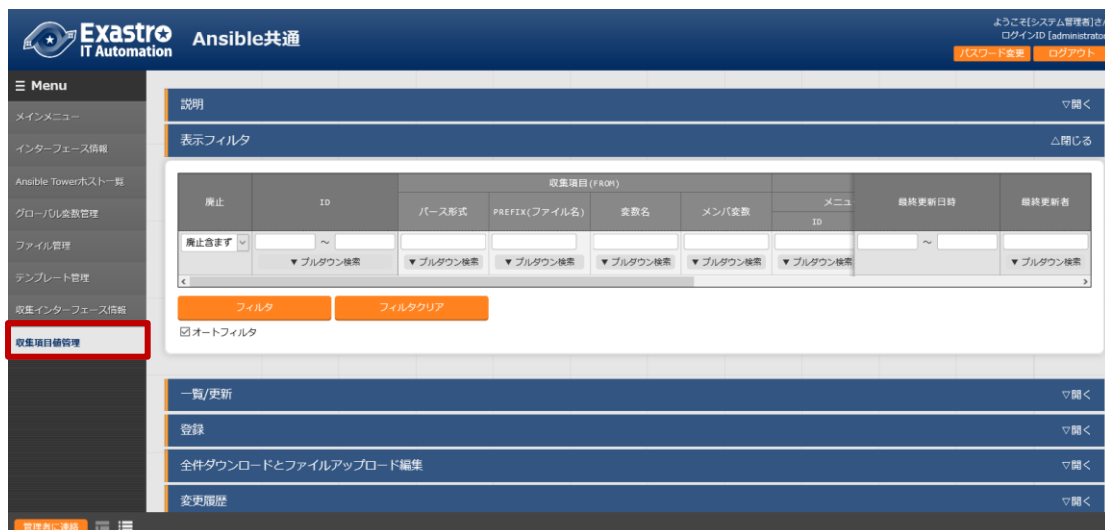 Exastro
IT Automation
Ansible共通
ようこそ[システム管理者]さん
ログインID [administrator
パスワード変更
ログアウト
Menu
メインメニュー
インターフェース情報
Ansible Towerホスト一覧
グローバル変数管理
ファイル管理
テンプレート管理
収集インターフェース情報
収集項目値管理
説明
▽開く
表示フィルタ
△閉じる
収集項目(FROM)
廃止
ID
パース形式
PREFIX(ファイル名)
変数名
メンバ変数
メニュ
ID
最終更新日時
最終更新者
廃止含まず
~
~
▼ プルダウン検索
▼ プルダウン検索
▼ プルダウン検索
▼ プルダウン検索
▼ プルダウン検索
▼ プルダウン検索
▼ プルダウン検索
フィルタ
フィルタクリア
オートフィルタ
一覧/更新
▽開く
登録
▽開く
全件ダウンロードとファイルアップロード編集
▽開く
変更履歴
▽開く
管理者に連絡